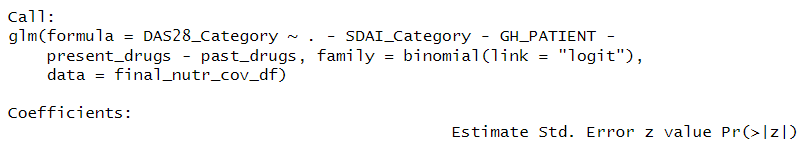 Call:
glm(formula = DAS28_Category ~ . - SDAI_Category - GH_PATIENT -
present_drugs - past_drugs, family = binomial(link = "logit"),
data = final_nutr_cov_df)
Coefficients:
Estimate Std. Error z value Pr(>|z|)